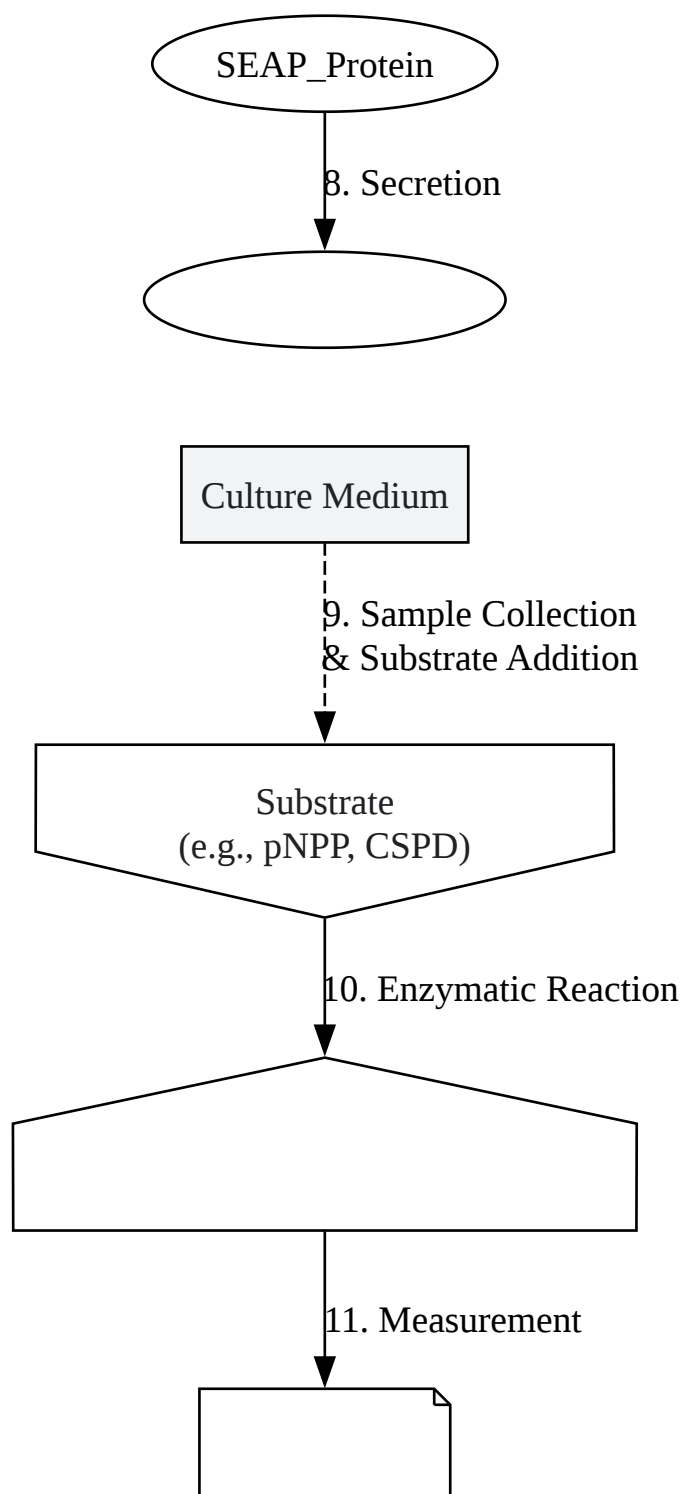 SEAP_Protein
8. Secretion
Culture Medium
9. Sample Collection
& Substrate Addition
Substrate
(e.g., pNPP, CSPD)
10. Enzymatic Reaction
11. Measurement